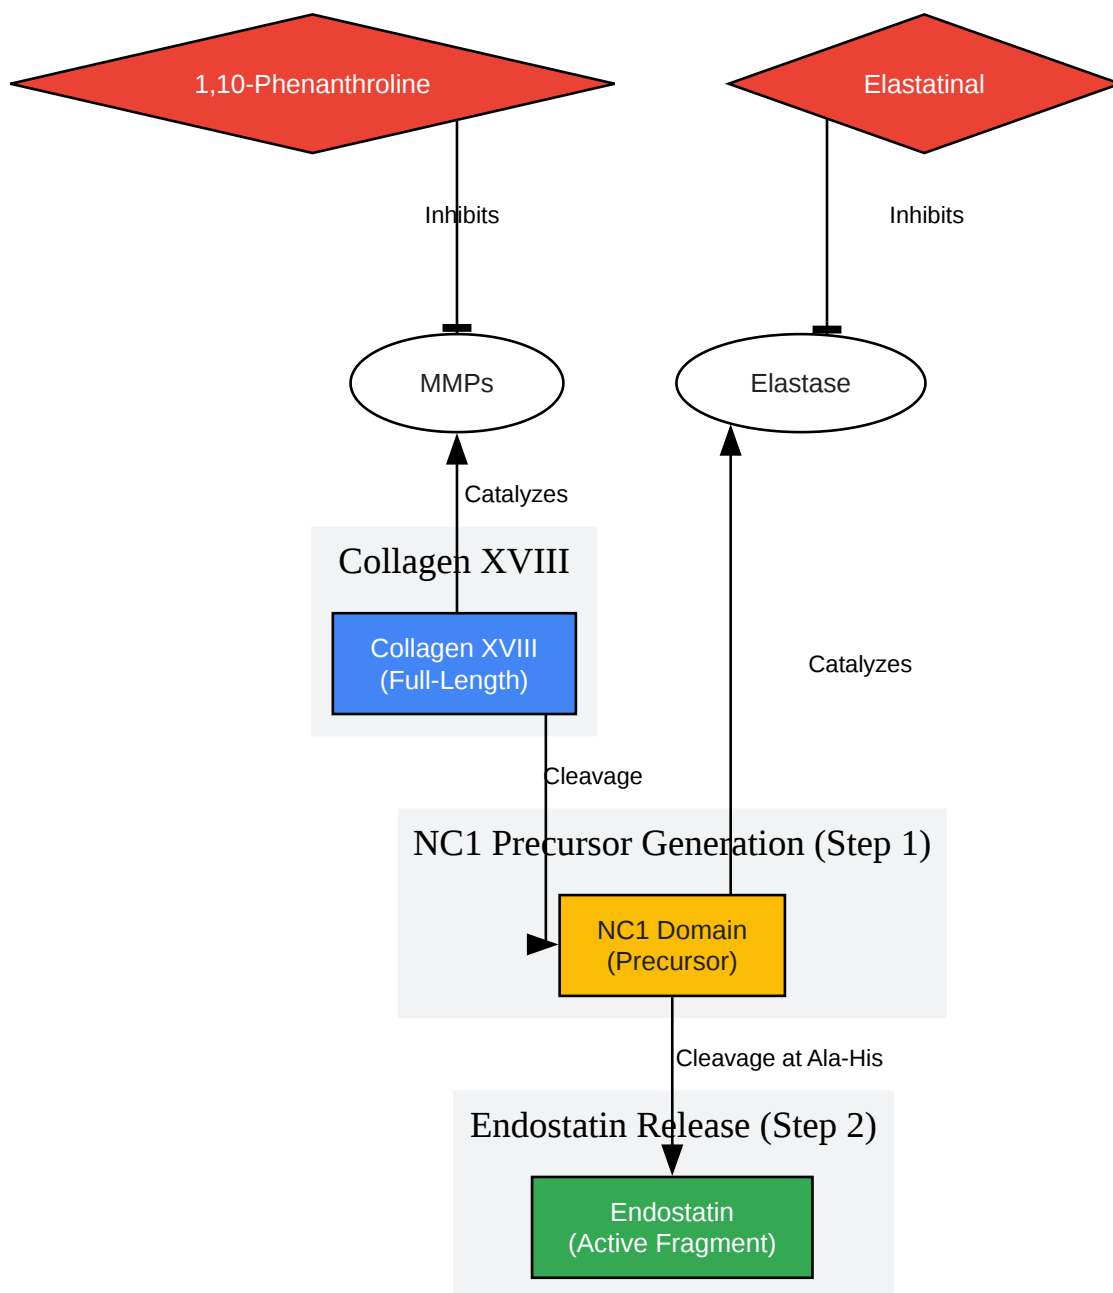 1,10-Phenanthroline
Elastatinal
Inhibits
Inhibits
MMPs
Elastase
Catalyzes
Collagen XVIII
Collagen XVIII
(Full-Length)
Catalyzes
Cleavage
NC1 Precursor Generation (Step 1)
NC1 Domain
(Precursor)
Cleavage at Ala-His
Endostatin Release (Step 2)
Endostatin
(Active Fragment)